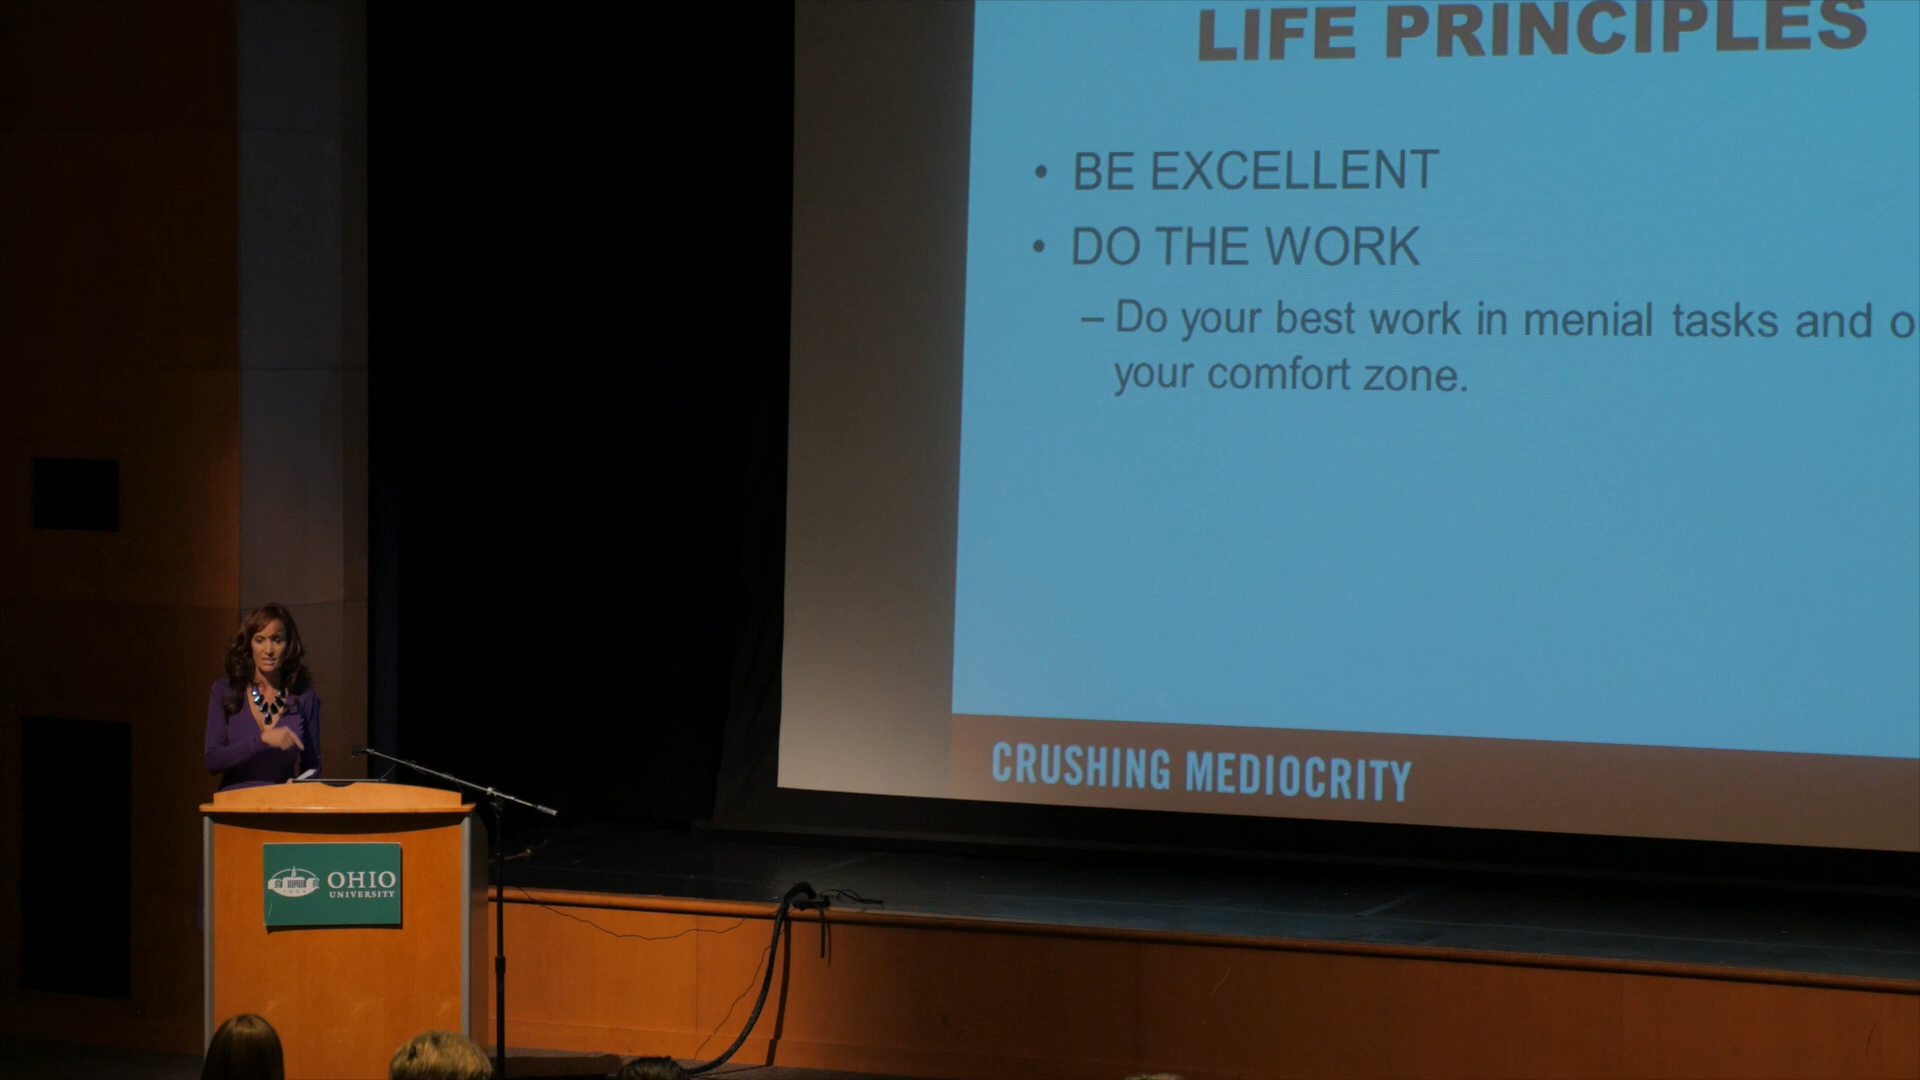 LIFE PRINCIPLES
• BE EXCELLENT
• DO THE WORK
– Do your best work in menial tasks and o
your comfort zone.
CRUSHING MEDIOCRITY
OHIO
UNIVERSITY